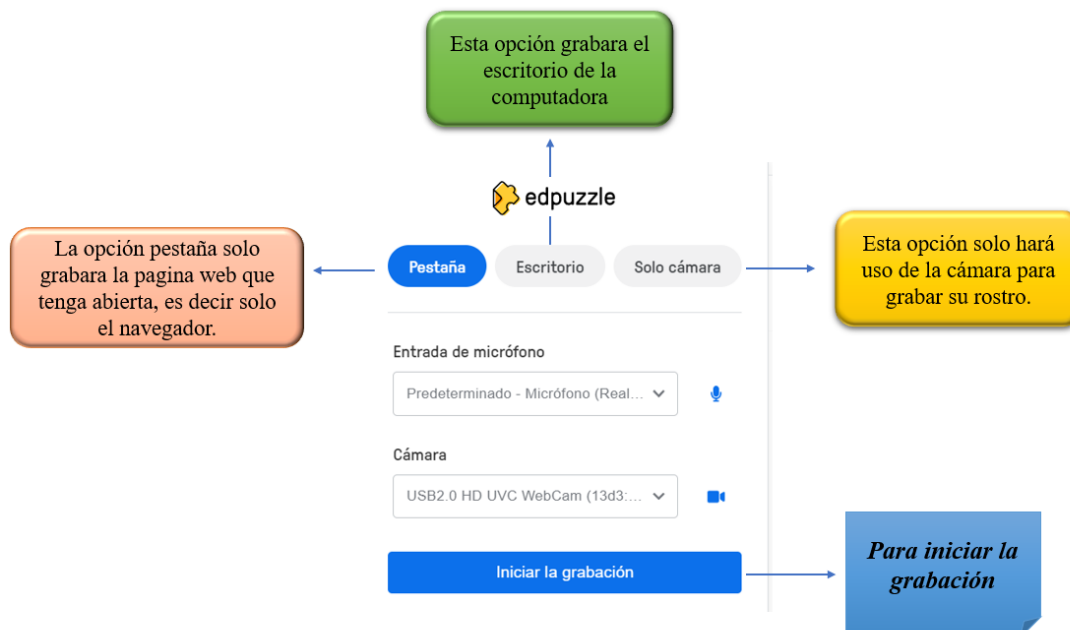 Esta opción grabara el
escritorio de la
computadora
edpuzzle
La opción pestaña solo
grabara la pagina web que
tenga abierta, es decir solo
el navegador.
Pestaña
Escritorio
Solo cámara
Esta opción solo hará
uso de la cámara para
grabar su rostro.
Entrada de micrófono
Predeterminado - Micrófono (Real...
Cámara
USB2.0 HD UVC WebCam (13d3:...
Iniciar la grabación
Para iniciar la
grabación